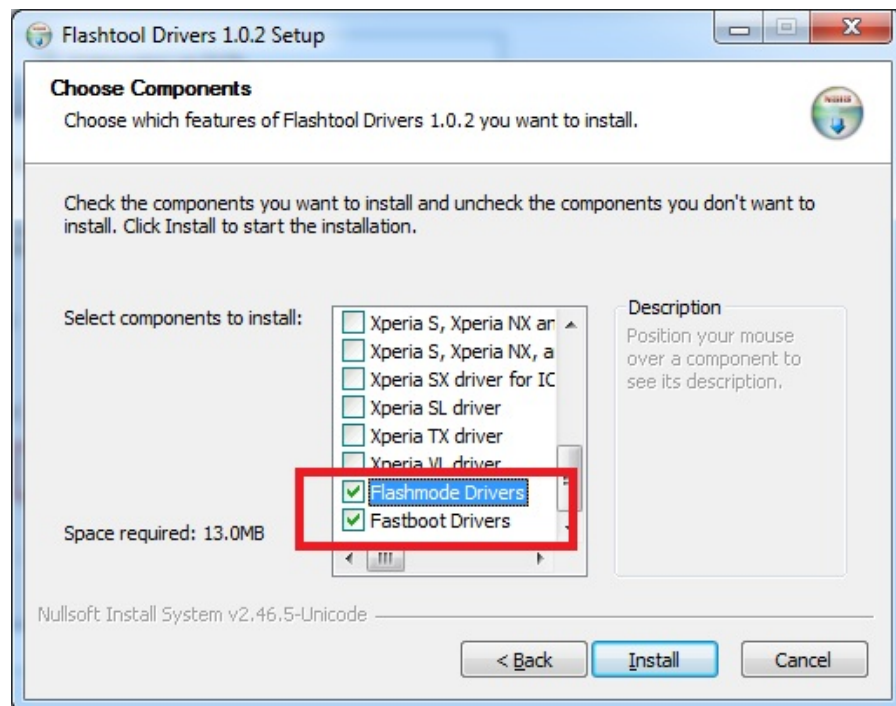 Flashtool Drivers 1.0.2 Setup
Choose Components
Choose which features of Flashtool Drivers 1.0.2 you want to install.
Check the components you want to install and uncheck the components you don't want to
install. Click Install to start the installation.
Select components to install:
Xperia S, Xperia NX an
Xperia S, Xperia NX, a
Xperia SX driver for IC
Xperia SL driver
Xperia TX driver
Xperia VL driver
Flashmode Drivers
Fastboot Drivers
Space required: 13.0MB
Description
Position your mouse
over a component to
see its description.
Nullsoft Install System v2.46.5-Unicode
< Back
Install
Cancel